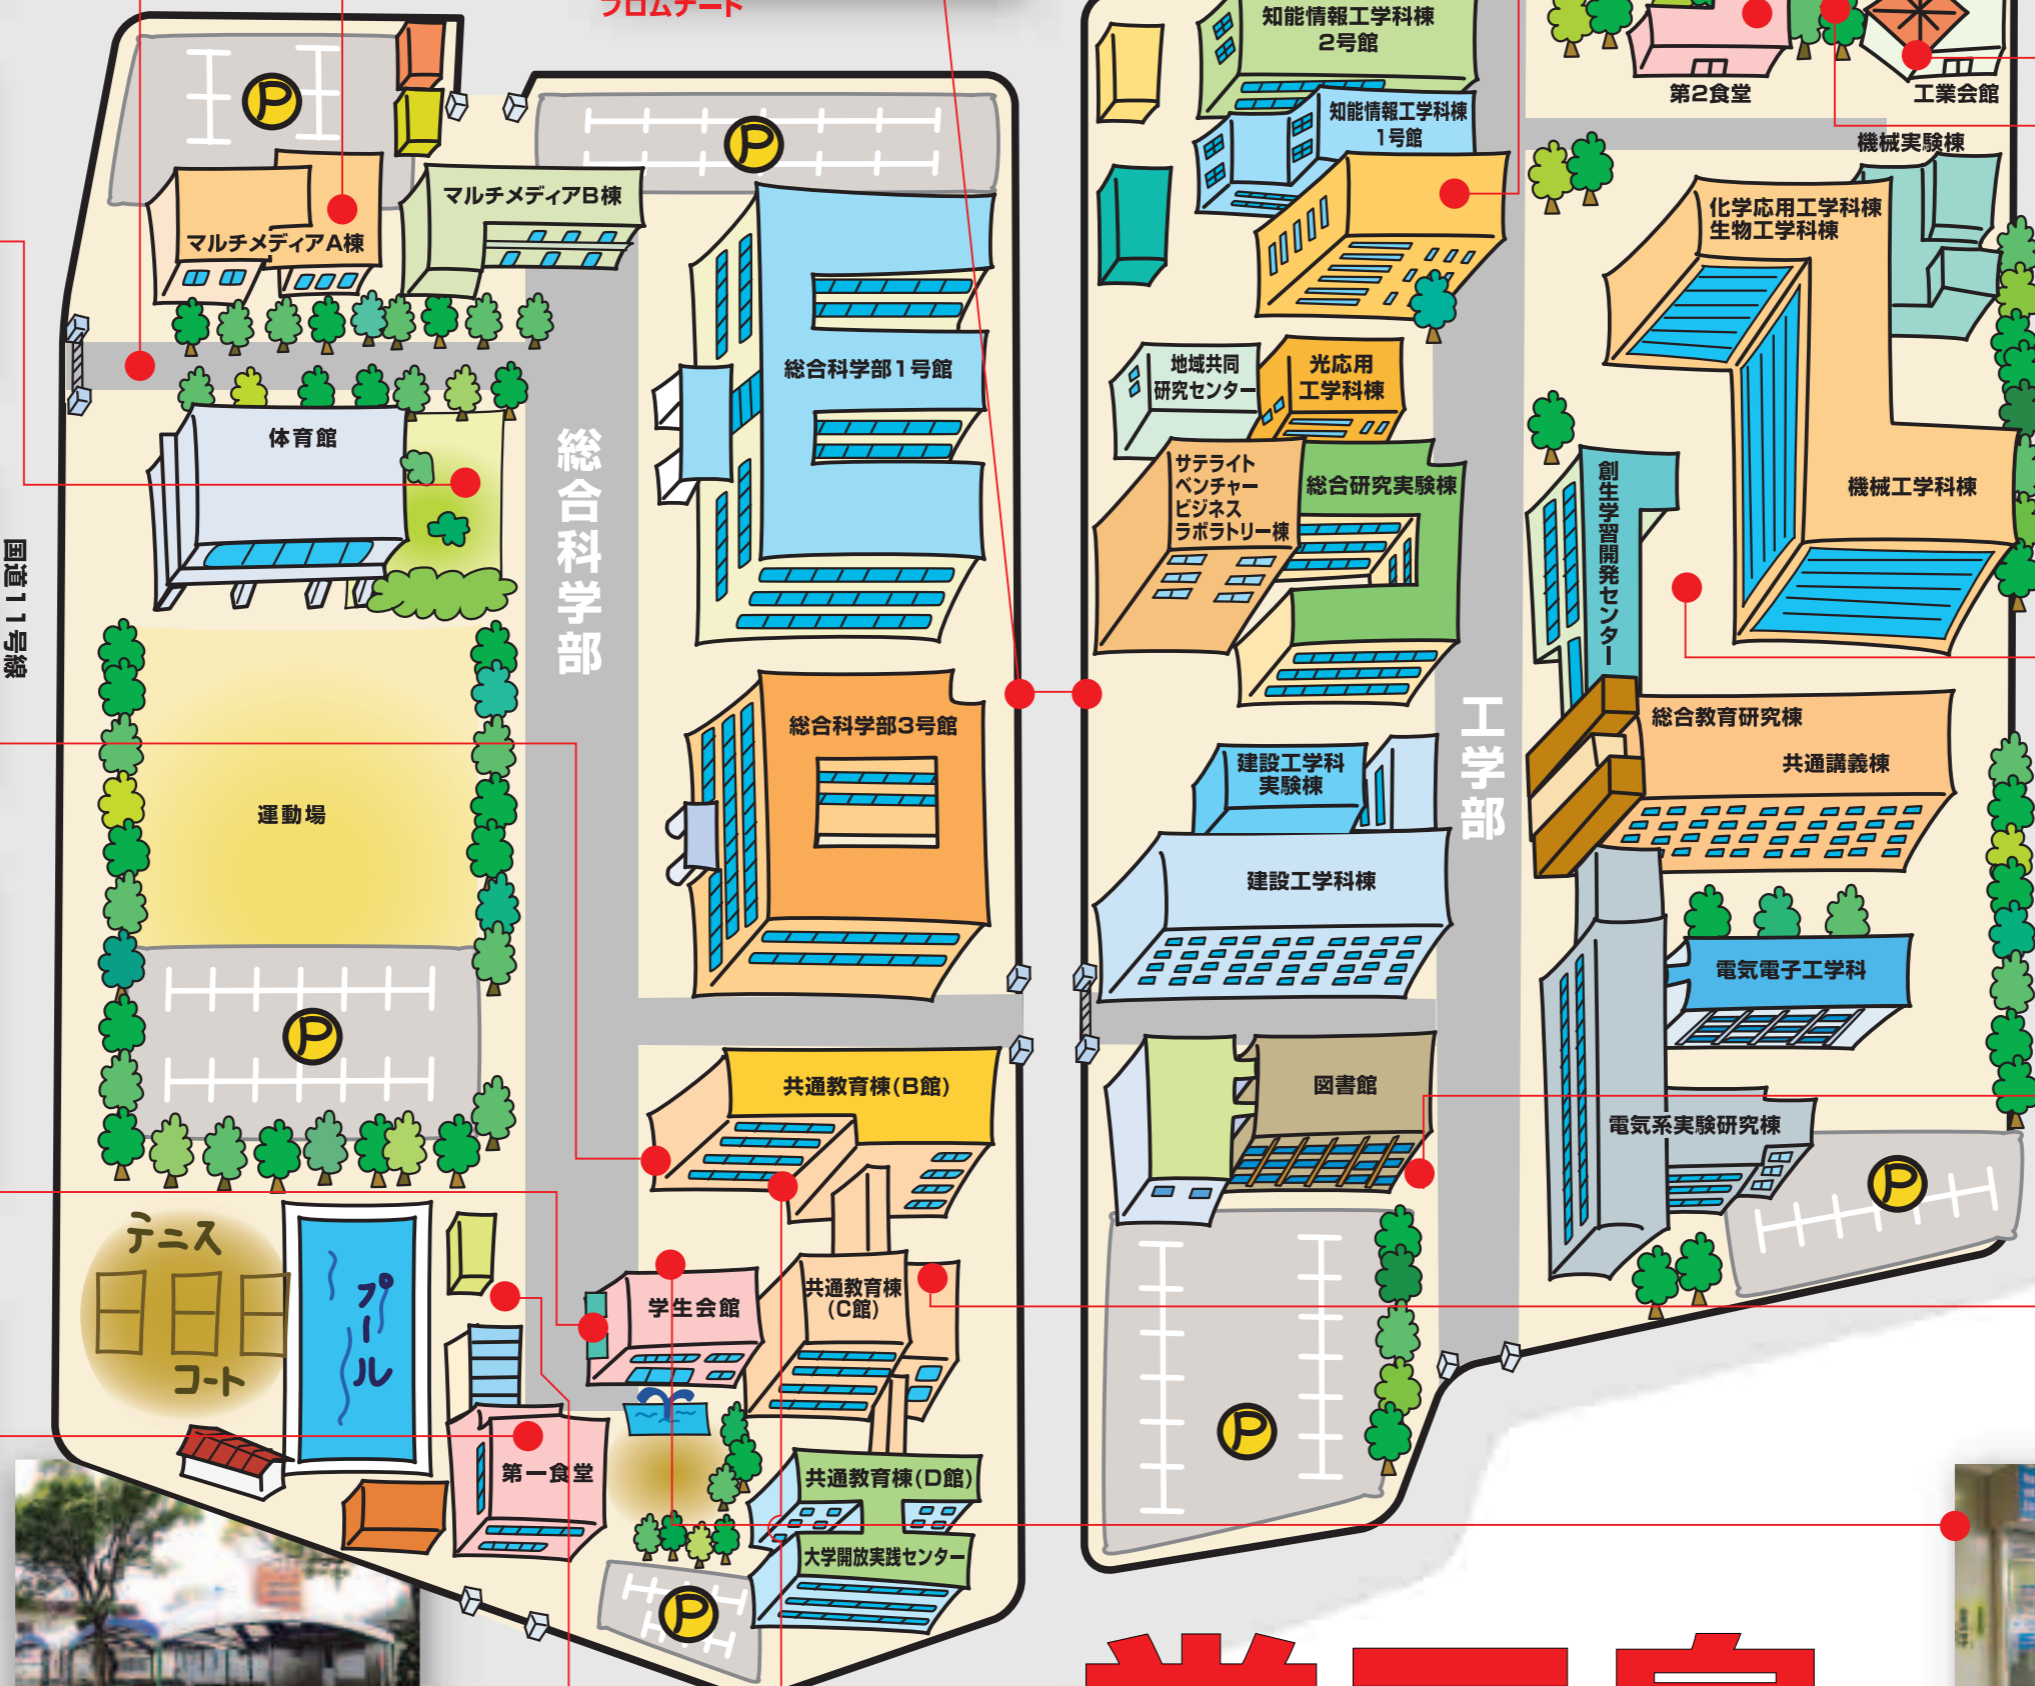 プロムナード
知能情報工学科棟
2号館
知能情報工学科棟
1号館
第2食堂
工業会館
機械実験棟
P
P
マルチメディアA棟
マルチメディアB棟
化学応用工学科棟
生物工学科棟
総合科学部1号館
地域共同
研究センター
光応用
工学科棟
体育館
総合科学部
サテライト
ベンチャー
ビジネス
ラボラトリー棟
総合研究実験棟
創生学習開発センター
機械工学科棟
国道11号線
総合科学部3号館
工学部
総合教育研究棟
共通講義棟
建設工学科
実験棟
運動場
建設工学科棟
電気電子工学科
P
共通教育棟(B館)
図書館
電気系実験研究棟
P
テニス
コート
プール
学生会館
共通教育棟
(C館)
P
第一食堂
共通教育棟(D館)
大学開放実践センター
P